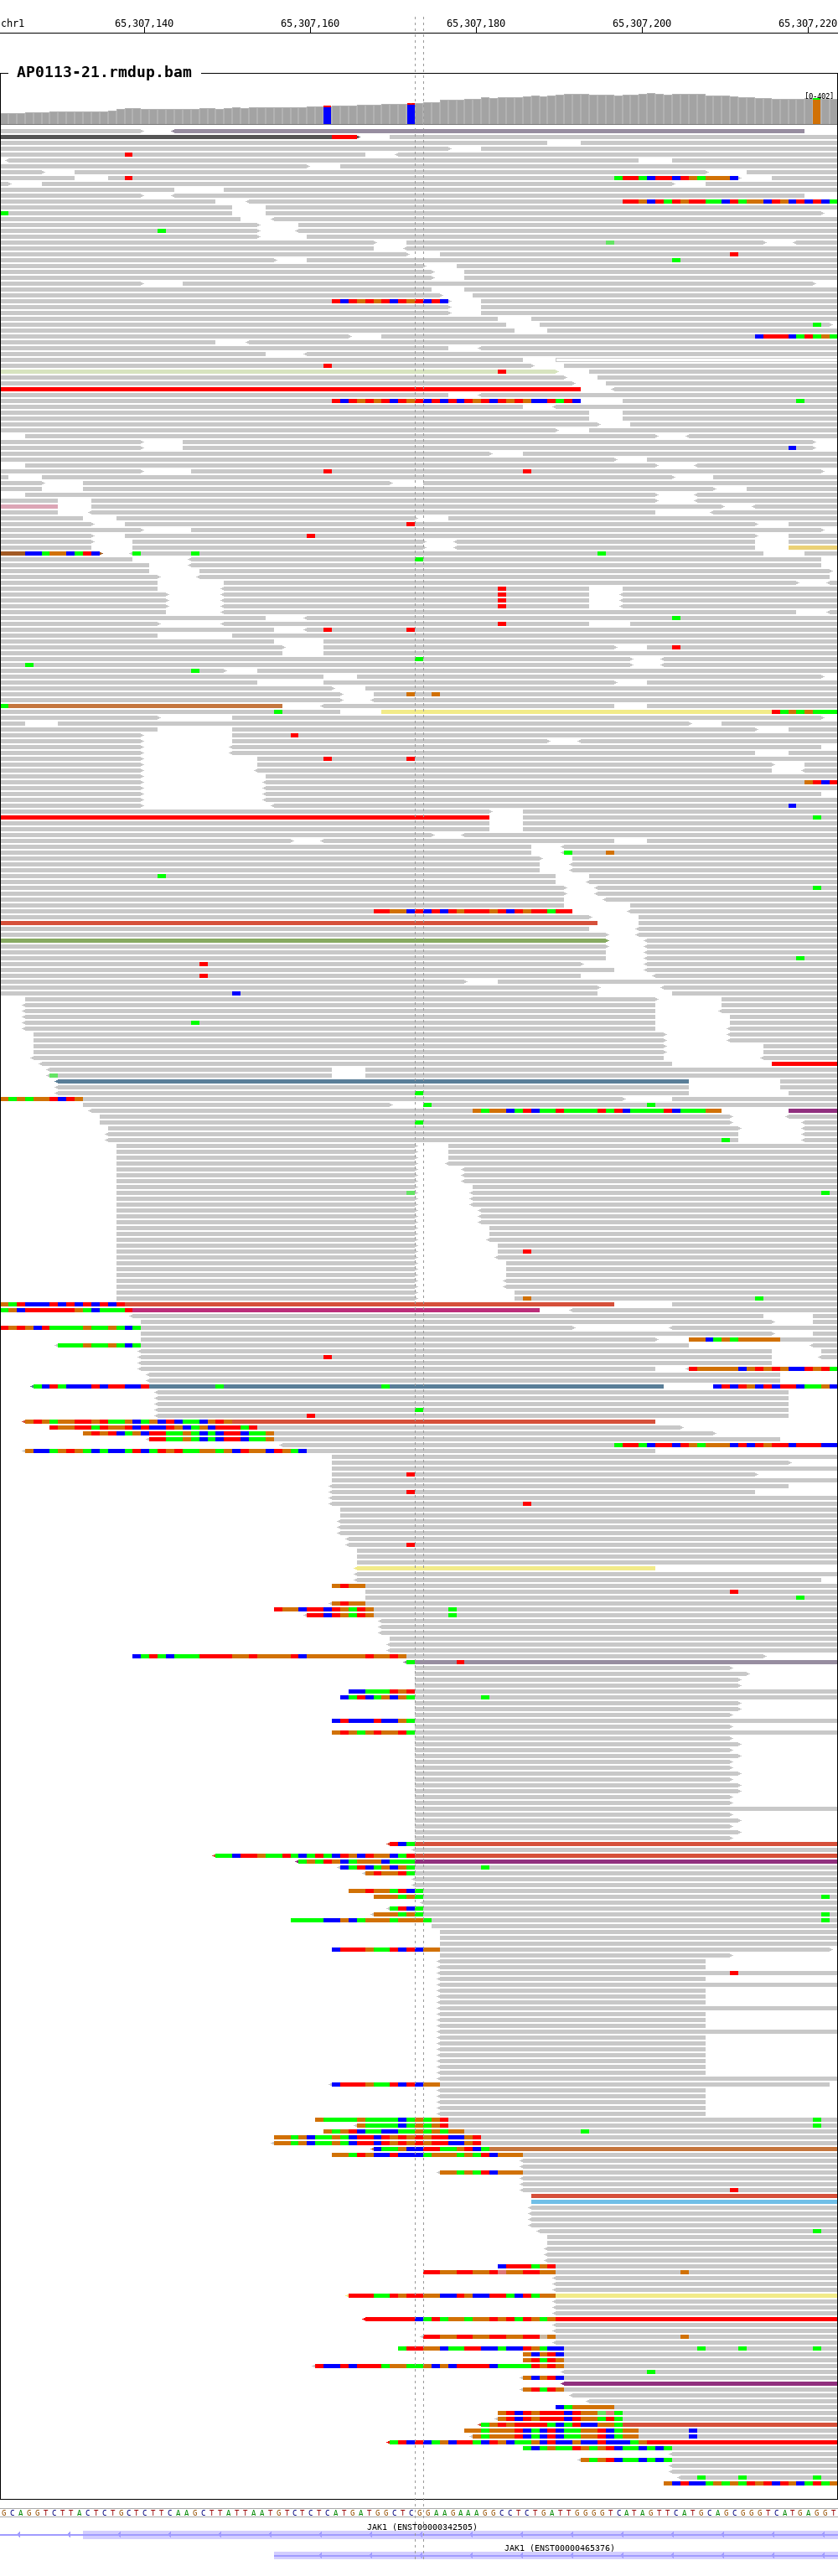 chr1 65,307,140 65,307,160 65,307,180 65,307,200 65,307,220
AP0113-21.rmdup.bam
[0-402]
GCAGGTCTTACTCTGCTCTTCAAGCTTATTAATGTCTCTCATGATGGCTCGGAAGAAAGGCCTCTGATTGGGGTCATAGTTCATGCAGCGGGTCATGAGGT
JAK1 (ENST00000342505)
JAK1 (ENST00000465376)